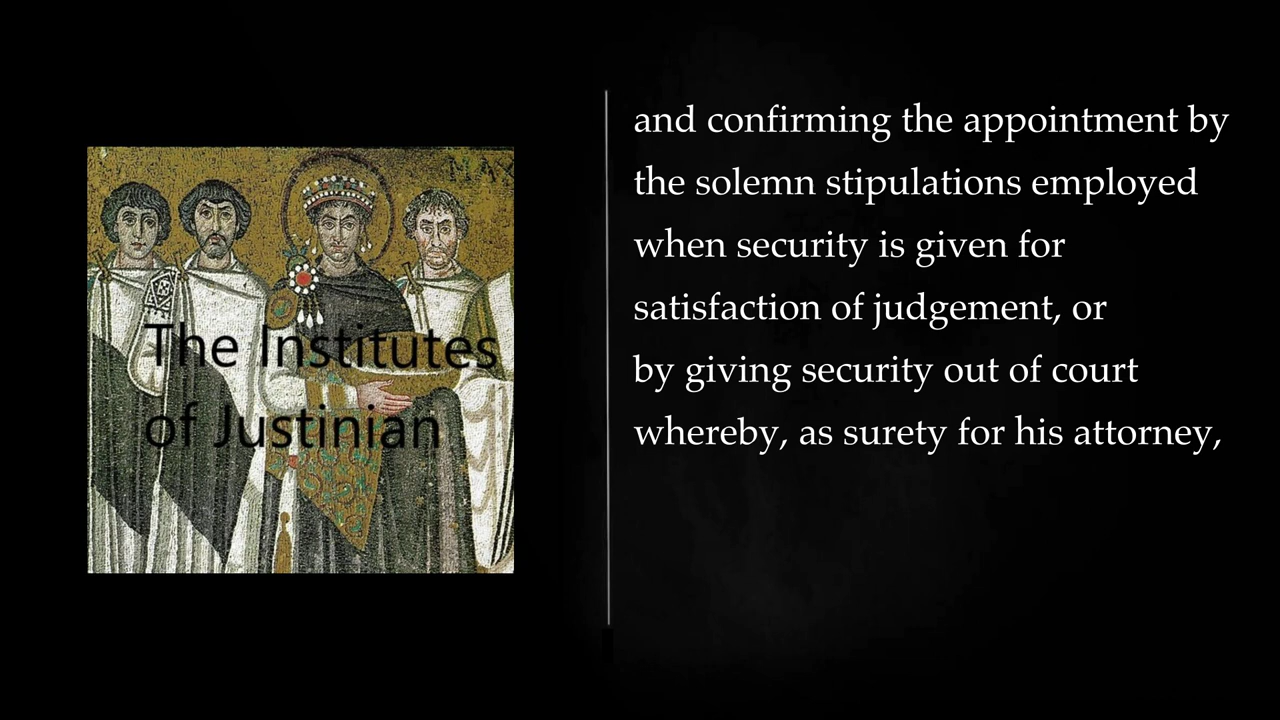 MAX
The Institutes
of Justinian
and confirming the appointment by
the solemn stipulations employed
when security is given for
satisfaction of judgement, or
by giving security out of court
whereby, as surety for his attorney,